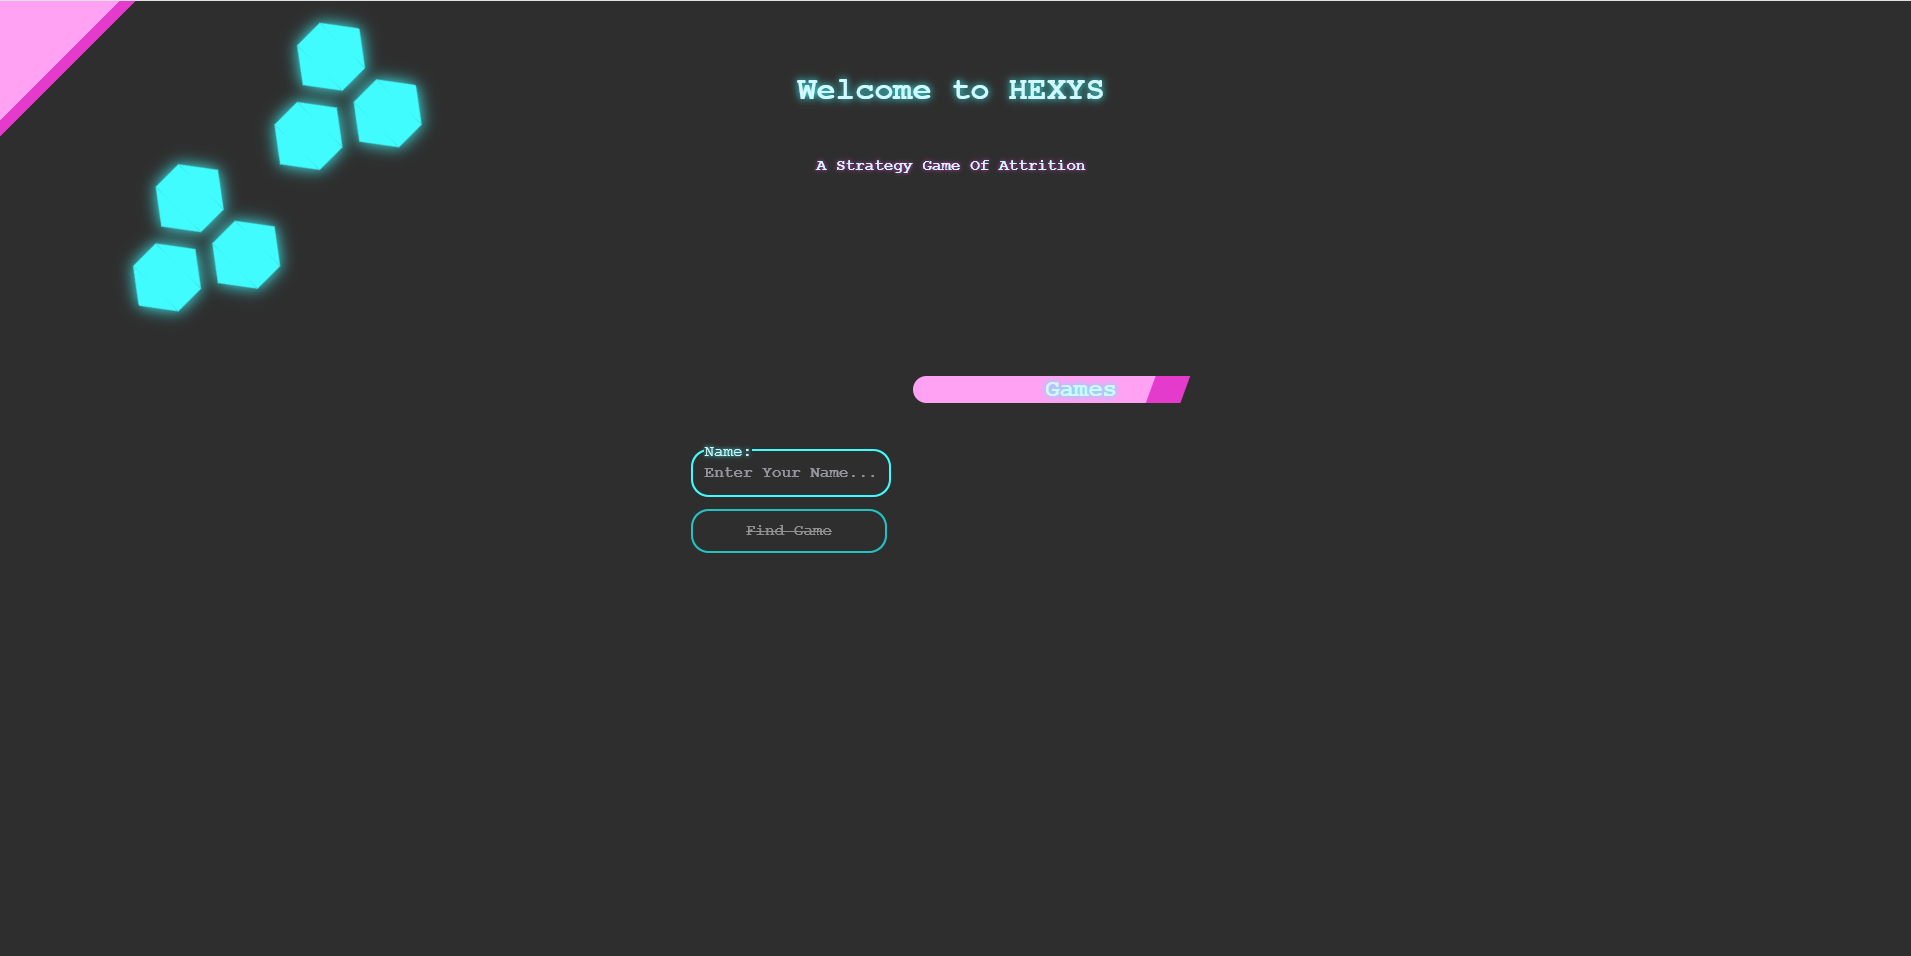 Welcome to HEXYS
A Strategy Game Of Attrition
Games
Name:
Enter Your Name...
Find Game